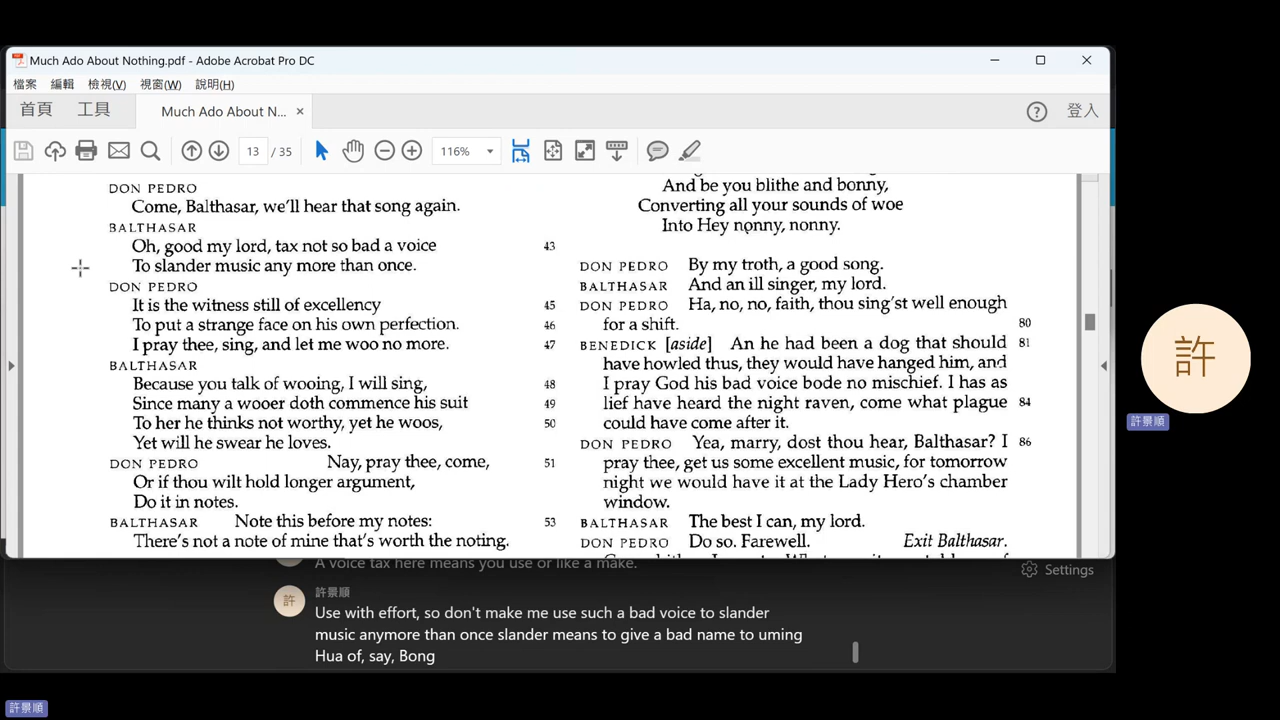 Much Ado About Nothing.pdf - Adobe Acrobat Pro DC
檔案 編輯 檢視(V) 視窗(W) 說明(H)
首頁 工具 Much Ado About N... × 登入
13 / 35 116%
DON PEDRO
Come, Balthasar, we'll hear that song again.
BALTHASAR
Oh, good my lord, tax not so bad a voice 43
To slander music any more than once.
DON PEDRO
It is the witness still of excellency 45
To put a strange face on his own perfection. 46
I pray thee, sing, and let me woo no more. 47
BALTHASAR
Because you talk of wooing, I will sing, 48
Since many a wooer doth commence his suit 49
To her he thinks not worthy, yet he woos, 50
Yet will he swear he loves.
DON PEDRO Nay, pray thee, come, 51
Or if thou wilt hold longer argument,
Do it in notes.
BALTHASAR Note this before my notes: 53
There's not a note of mine that's worth the noting.
And be you blithe and bonny,
Converting all your sounds of woe
Into Hey nonny, nonny.
DON PEDRO By my troth, a good song.
BALTHASAR And an ill singer, my lord.
DON PEDRO Ha, no, no, faith, thou sing'st well enough
for a shift. 80
BENEDICK [aside] An he had been a dog that should 81
have howled thus, they would have hanged him, and
I pray God his bad voice bode no mischief. I has as
lief have heard the night raven, come what plague 84
could have come after it.
DON PEDRO Yea, marry, dost thou hear, Balthasar? I 86
pray thee, get us some excellent music, for tomorrow
night we would have it at the Lady Hero's chamber
window.
BALTHASAR The best I can, my lord.
DON PEDRO Do so. Farewell. Exit Balthasar.
A voice tax here means you use or like a make.
Settings
許 許景順
Use with effort, so don't make me use such a bad voice to slander
music anymore than once slander means to give a bad name to uming
Hua of, say, Bong
許
許景順
許景順